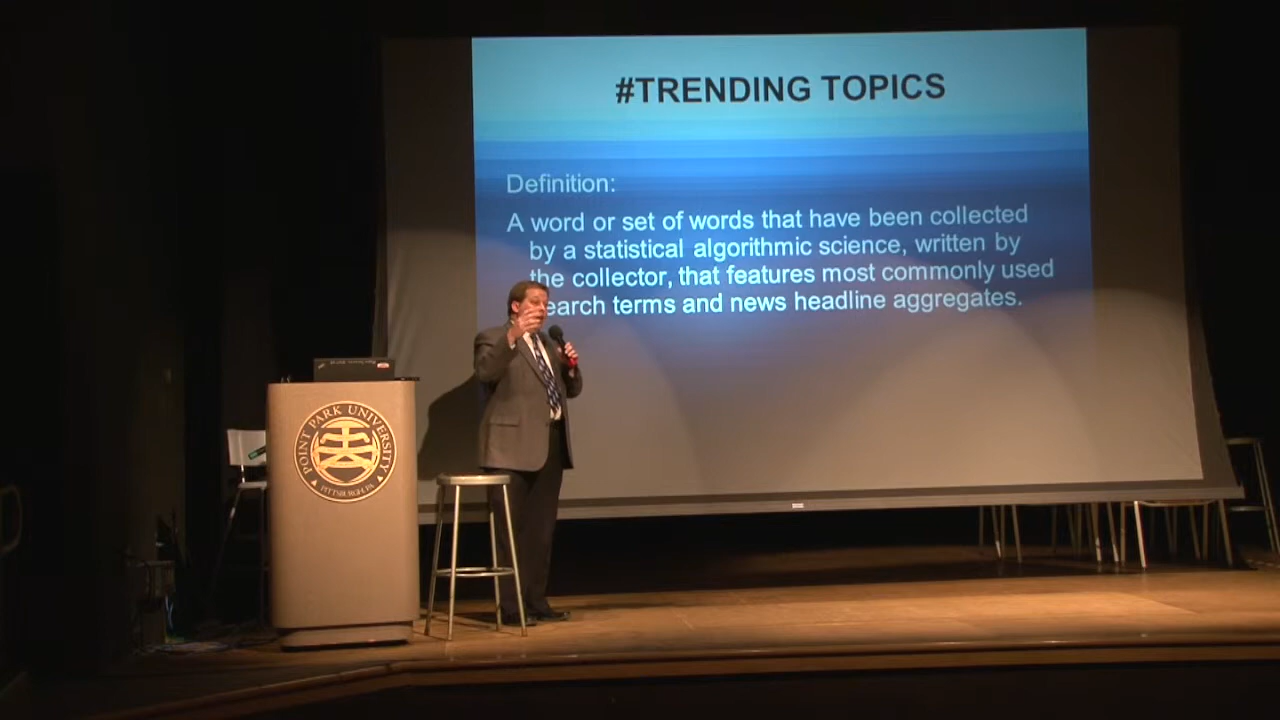 #TRENDING TOPICS
Definition:
A word or set of words that have been collected
by a statistical algorithmic science, written by
the collector, that features most commonly used
earch terms and news headline aggregates.
POINT PARK UNIVERSITY
PITTSBURGH, PA